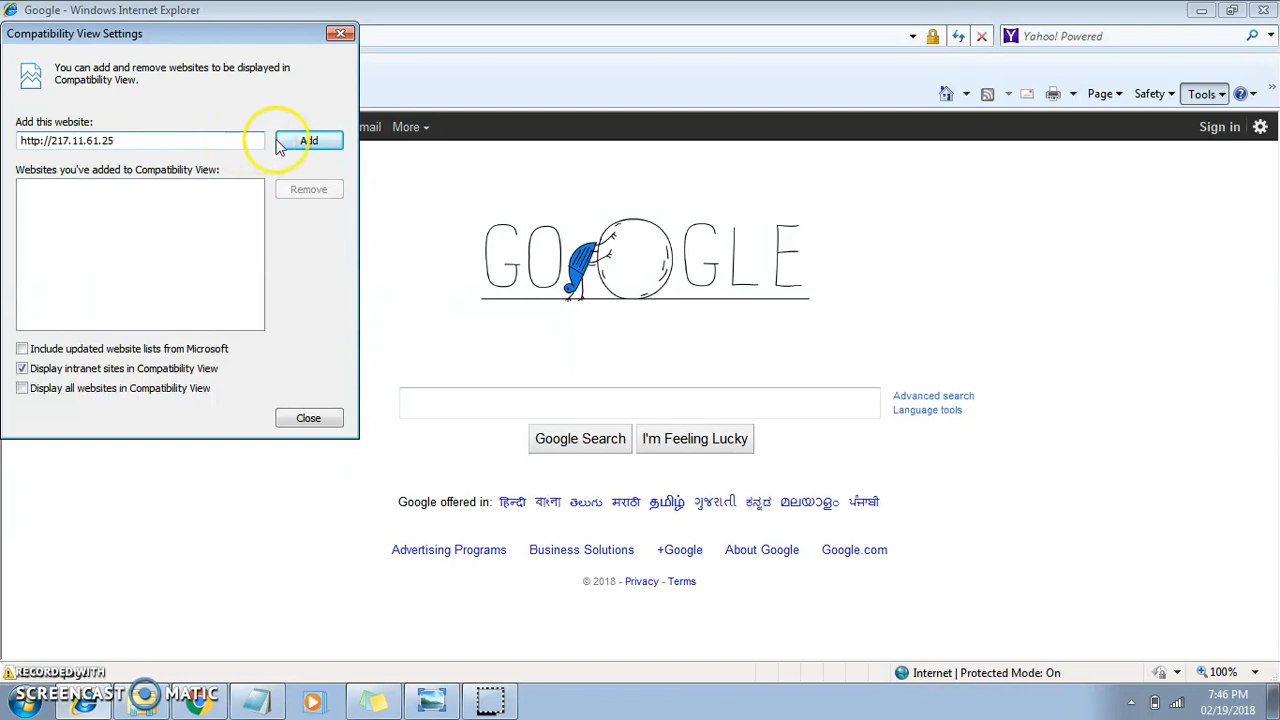 Google - Windows Internet Explorer
Compatibility View Settings
You can add and remove websites to be displayed in
Compatibility View.
Add this website:
http://217.11.61.25
Add
Websites you've added to Compatibility View:
Remove
Include updated website lists from Microsoft
Display intranet sites in Compatibility View
Display all websites in Compatibility View
Close
Yahoo! Powered
Page Safety Tools
mail More
Sign in
GOOGLE
Advanced search
Language tools
Google Search I'm Feeling Lucky
Google offered in: हिन्दी বাংলা తెలుగు मराठी தமிழ் ગુજરાતી ಕನ್ನಡ മലയാളം ਪੰਜਾਬੀ
Advertising Programs Business Solutions +Google About Google Google.com
© 2018 - Privacy - Terms
Internet | Protected Mode: On
100%
RECORDED WITH
SCREENCAST MATIC
7:46 PM
02/19/2018